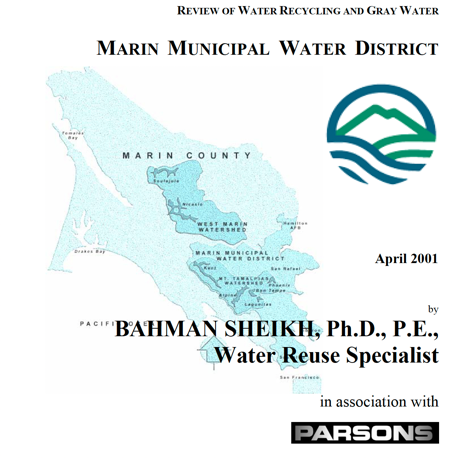 REVIEW OF WATER RECYCLING AND GRAY WATER
MARIN MUNICIPAL WATER DISTRICT
Tomales
Bay
MARIN COUNTY
Soulajule
Nicasio
WEST MARIN
WATERSHED
Hamilton
AFB
Drakes Bay
MARIN MUNICIPAL
WATER DISTRICT
San Rafael
Kent
MT. TAMALPAIS
WATERSHED
Phoenix
Bon Tempe
Alpine
Lagunitas
April 2001
by
PACIFIC OCEAN
BAHMAN SHEIKH, Ph.D., P.E.,
Water Reuse Specialist
San Francisco
in association with
PARSONS